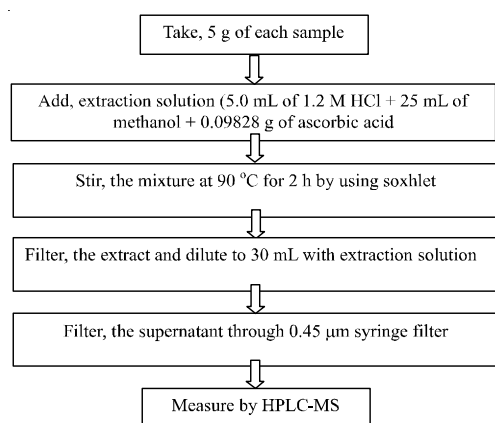 Take, 5 g of each sample
Add, extraction solution (5.0 mL of 1.2 M HCl + 25 mL of
methanol + 0.09828 g of ascorbic acid
Stir, the mixture at 90 °C for 2 h by using soxhlet
Filter, the extract and dilute to 30 mL with extraction solution
Filter, the supernatant through 0.45 µm syringe filter
Measure by HPLC-MS